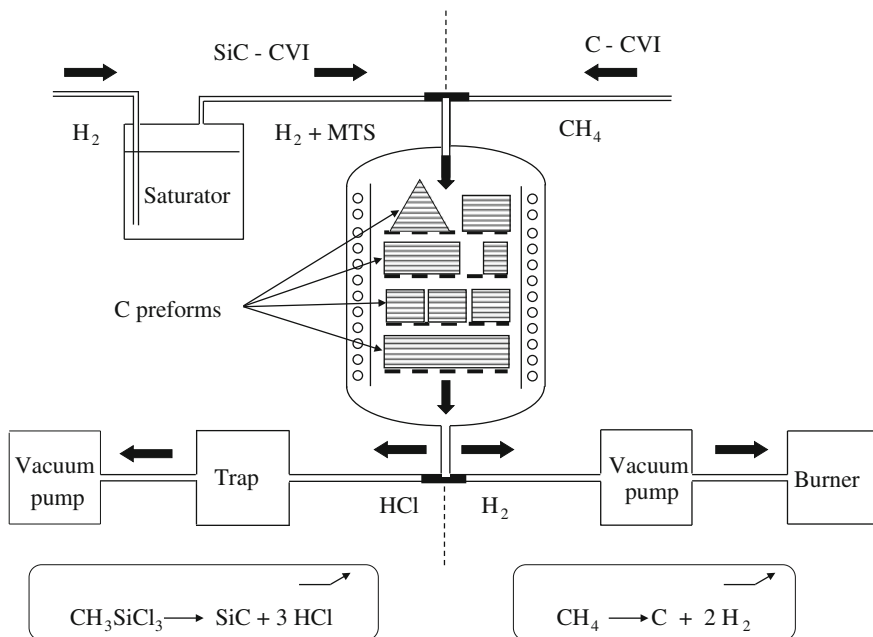 SiC - CVI
C - CVI
H₂
H₂ + MTS
CH₄
Saturator
C preforms
Vacuum
pump
Trap
HCl
H₂
Vacuum
pump
Burner
CH₃SiCl₃ → SiC + 3 HCl
CH₄ → C + 2 H₂